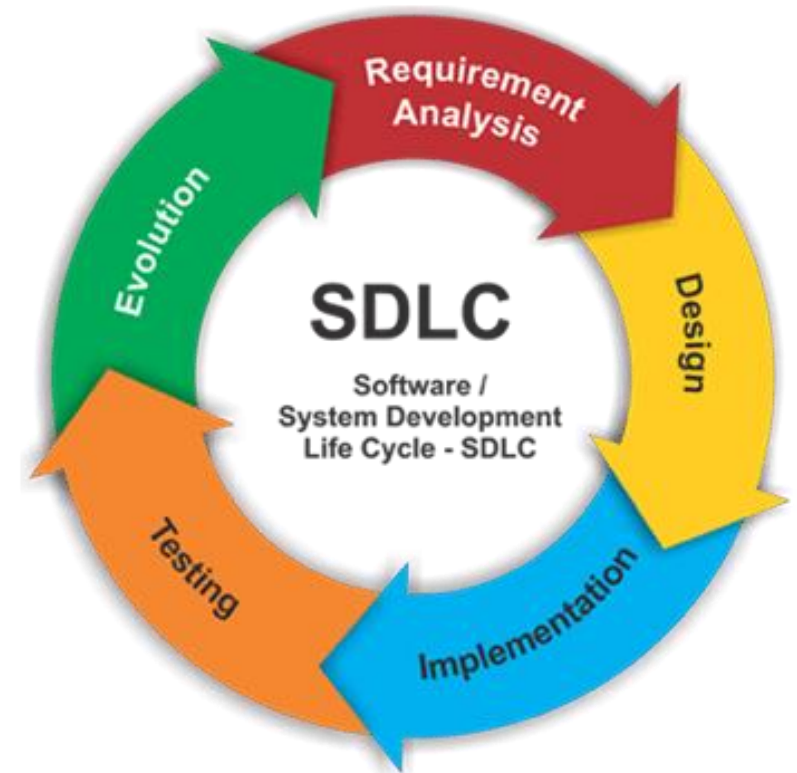 Requirement
Analysis
Design
Implementation
Testing
Evolution
SDLC
Software /
System Development
Life Cycle - SDLC